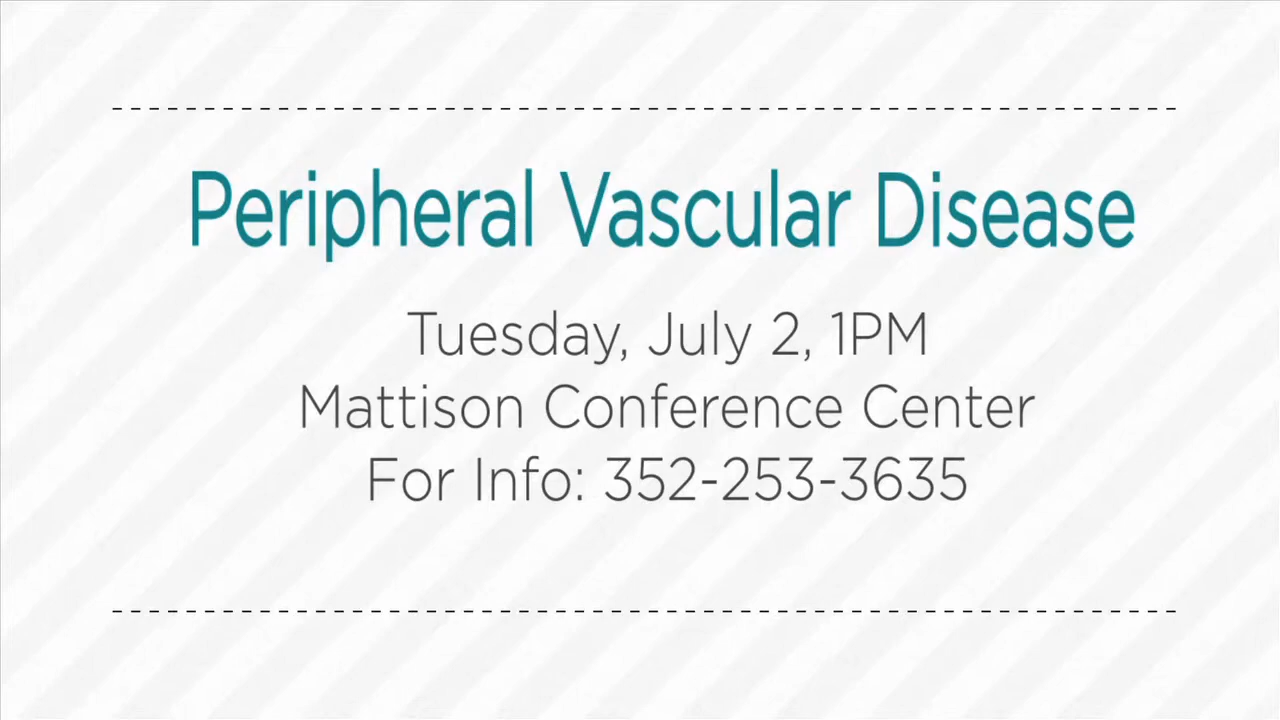 Peripheral Vascular Disease
Tuesday, July 2, 1PM
Mattison Conference Center
For Info: 352-253-3635